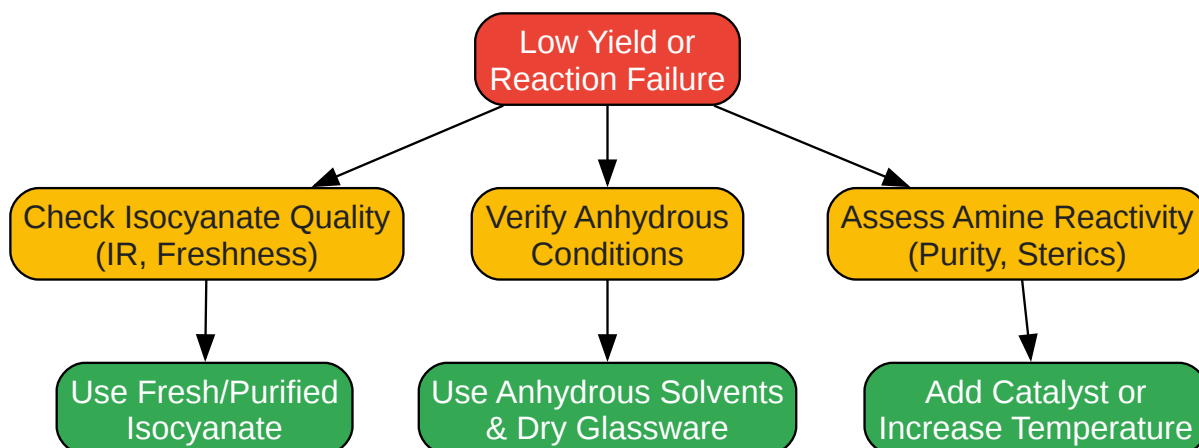 Low Yield or
Reaction Failure
Check Isocyanate Quality
(IR, Freshness)
Verify Anhydrous
Conditions
Assess Amine Reactivity
(Purity, Sterics)
Use Fresh/Purified
Isocyanate
Use Anhydrous Solvents
& Dry Glassware
Add Catalyst or
Increase Temperature